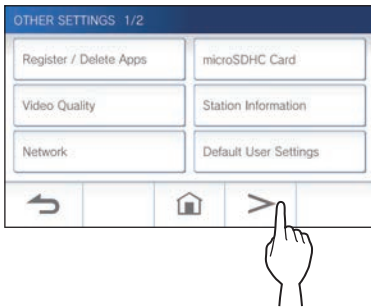 OTHER SETTINGS 1/2
Register / Delete Apps
microSDHC Card
Video Quality
Station Information
Network
Default User Settings